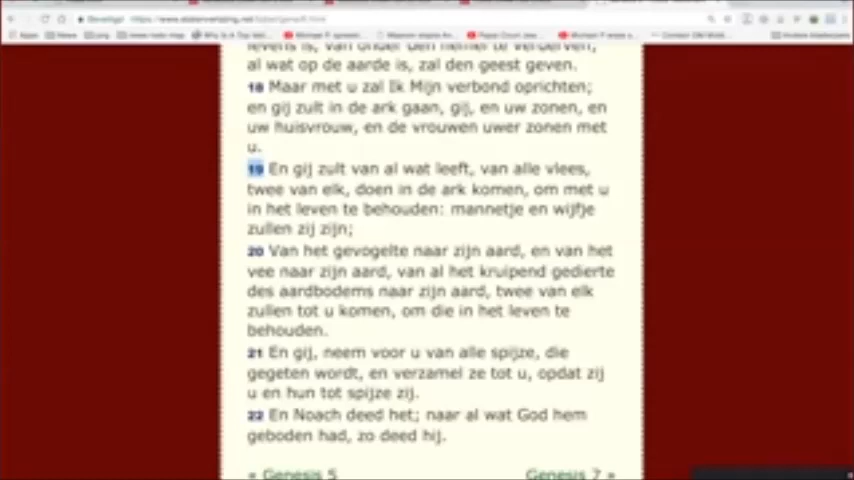 Beveiligd https://www.statenvertaling.net
Apps
levens is, van onder den hemel te verderven;
al wat op de aarde is, zal den geest geven.
18 Maar met u zal Ik Mijn verbond oprichten;
en gij zult in de ark gaan, gij, en uw zonen, en
uw huisvrouw, en de vrouwen uwer zonen met
u.
19 En gij zult van al wat leeft, van alle vlees,
twee van elk, doen in de ark komen, om met u
in het leven te behouden: mannetje en wijfje
zullen zij zijn;
20 Van het gevogelte naar zijn aard, en van het
vee naar zijn aard, van al het kruipend gedierte
des aardbodems naar zijn aard, twee van elk
zullen tot u komen, om die in het leven te
behouden.
21 En gij, neem voor u van alle spijze, die
gegeten wordt, en verzamel ze tot u, opdat zij
u en hun tot spijze zij.
22 En Noach deed het; naar al wat God hem
geboden had, zo deed hij.
« Genesis 5 Genesis 7 »